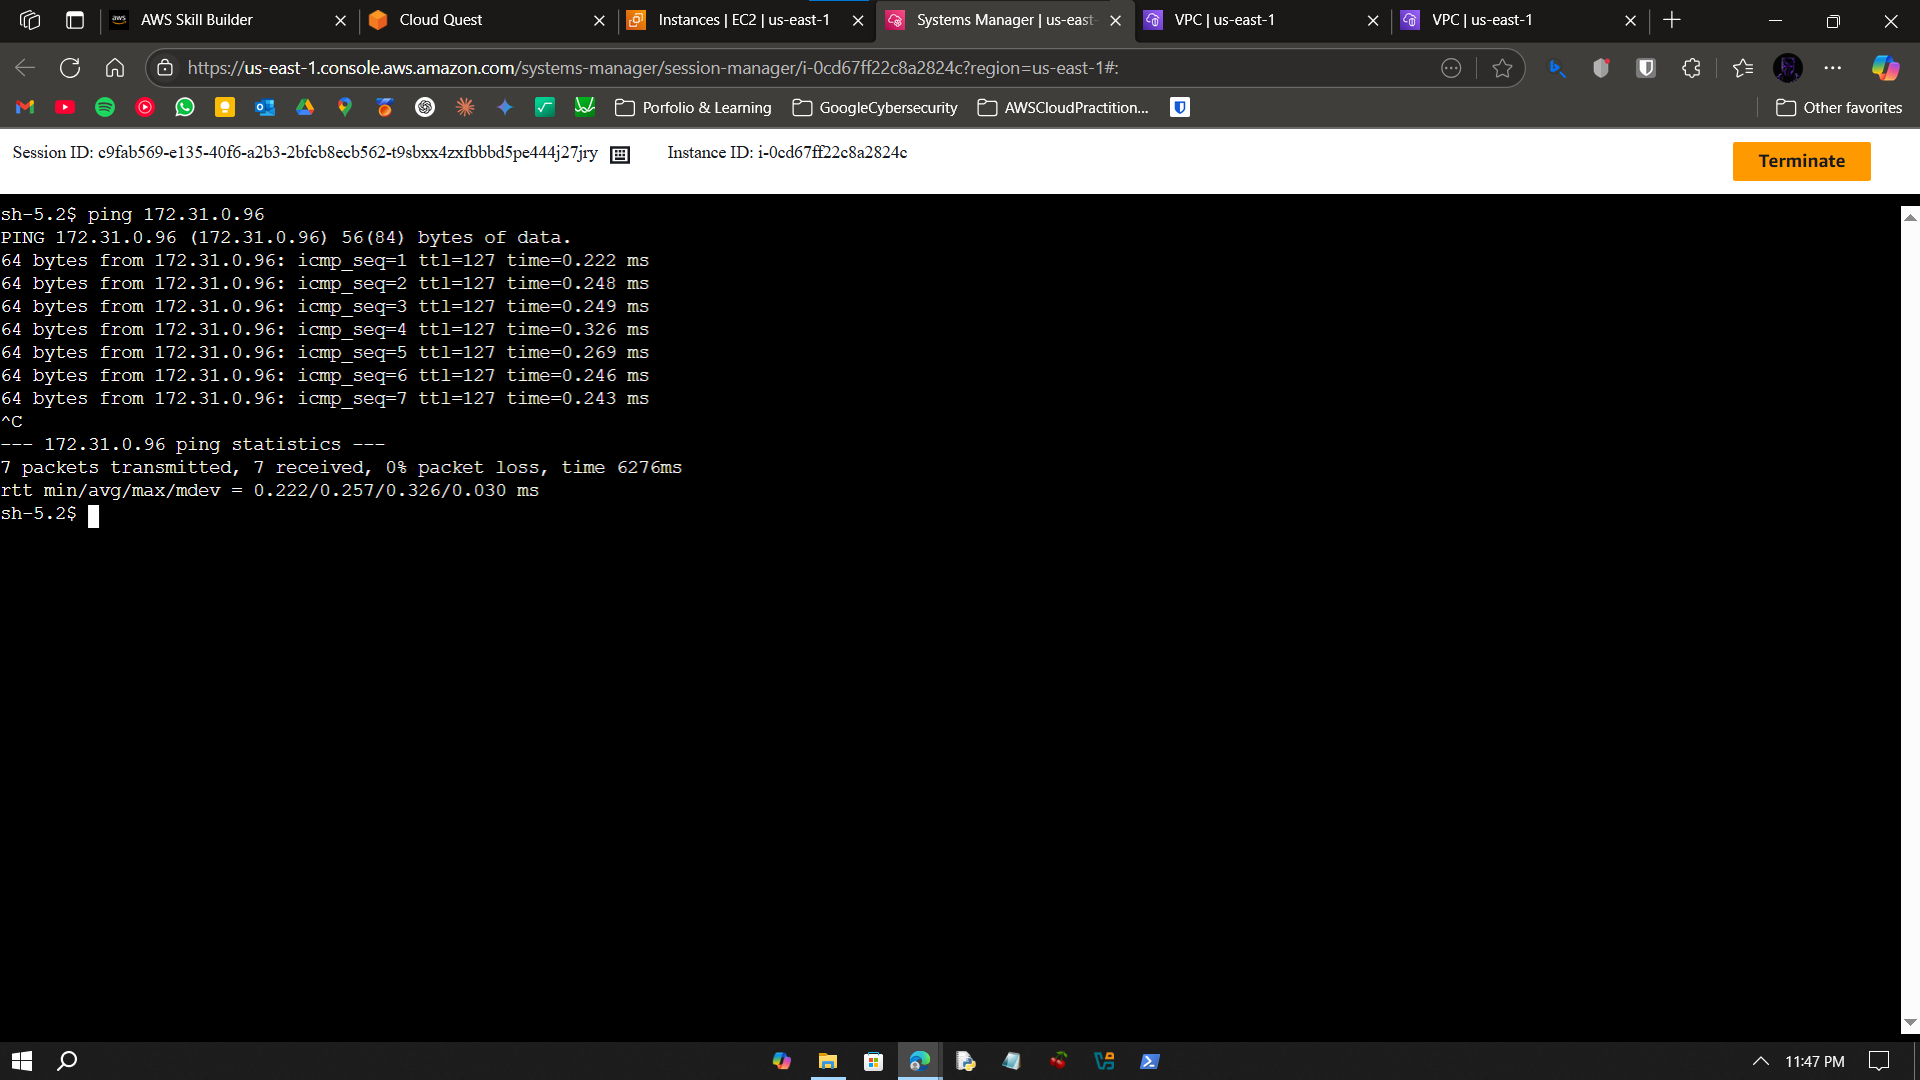 AWS Skill Builder
Cloud Quest
Instances | EC2 | us-east-1
Systems Manager | us-east-
VPC | us-east-1
VPC | us-east-1
https://us-east-1.console.aws.amazon.com/systems-manager/session-manager/i-0cd67ff22c8a2824c?region=us-east-1#:
Porfolio & Learning
GoogleCybersecurity
AWSCloudPractition...
Other favorites
Session ID: c9fab569-e135-40f6-a2b3-2bfcb8ecb562-t9sbxx4zxfbbbd5pe444j27jry
Instance ID: i-0cd67ff22c8a2824c
Terminate
sh-5.2$ ping 172.31.0.96
PING 172.31.0.96 (172.31.0.96) 56(84) bytes of data.
64 bytes from 172.31.0.96: icmp_seq=1 ttl=127 time=0.222 ms
64 bytes from 172.31.0.96: icmp_seq=2 ttl=127 time=0.248 ms
64 bytes from 172.31.0.96: icmp_seq=3 ttl=127 time=0.249 ms
64 bytes from 172.31.0.96: icmp_seq=4 ttl=127 time=0.326 ms
64 bytes from 172.31.0.96: icmp_seq=5 ttl=127 time=0.269 ms
64 bytes from 172.31.0.96: icmp_seq=6 ttl=127 time=0.246 ms
64 bytes from 172.31.0.96: icmp_seq=7 ttl=127 time=0.243 ms
^C
--- 172.31.0.96 ping statistics ---
7 packets transmitted, 7 received, 0% packet loss, time 6276ms
rtt min/avg/max/mdev = 0.222/0.257/0.326/0.030 ms
sh-5.2$
11:47 PM